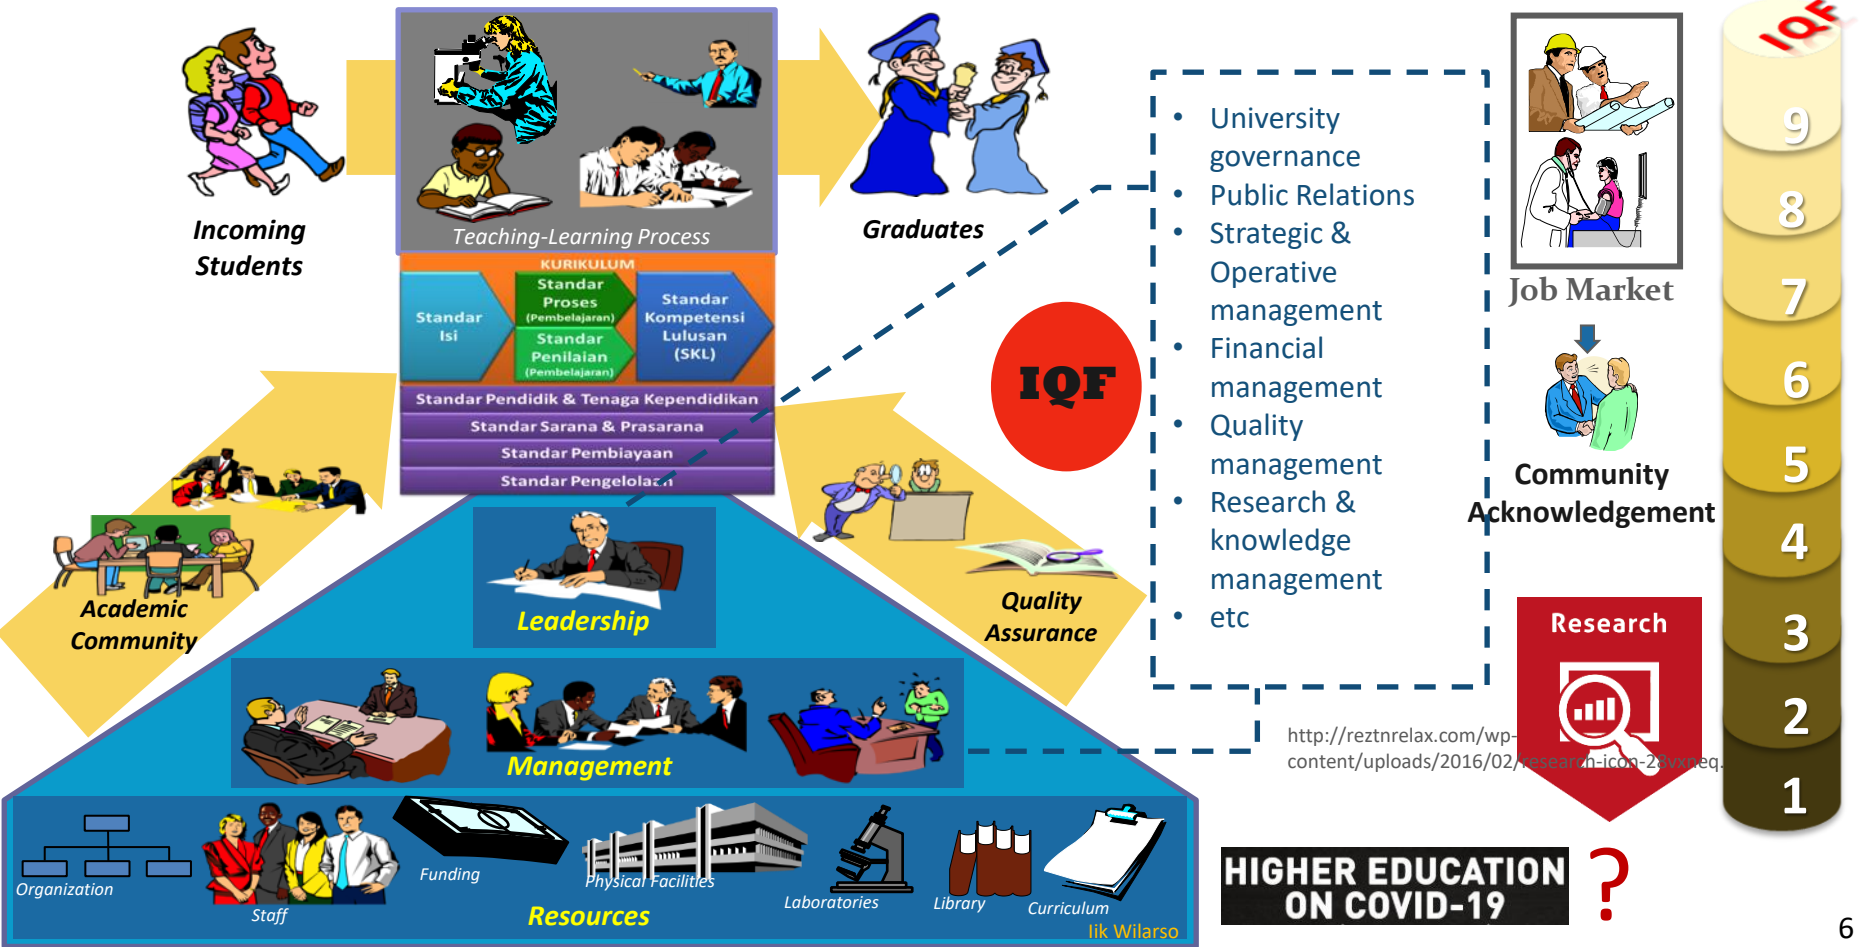 Incoming
Students
Teaching-Learning Process
Graduates
KURIKULUM
Standar
Isi
Standar
Proses
(Pembelajaran)
Standar
Penilaian
(Pembelajaran)
Standar
Kompetensi
Lulusan
(SKL)
Standar Pendidik & Tenaga Kependidikan
Standar Sarana & Prasarana
Standar Pembiayaan
Standar Pengelolaan
Academic
Community
Quality
Assurance
Leadership
Management
Organization
Staff
Funding
Physical Facilities
Laboratories
Library
Curriculum
Resources
Iik Wilarso
IQF
• University
governance
• Public Relations
• Strategic &
Operative
management
• Financial
management
• Quality
management
• Research &
knowledge
management
• etc
Job Market
Community
Acknowledgement
Research
http://reztnrelax.com/wp-
content/uploads/2016/02/research-icon-28vxneq.
HIGHER EDUCATION
ON COVID-19
?
IQF
9
8
7
6
5
4
3
2
1
6